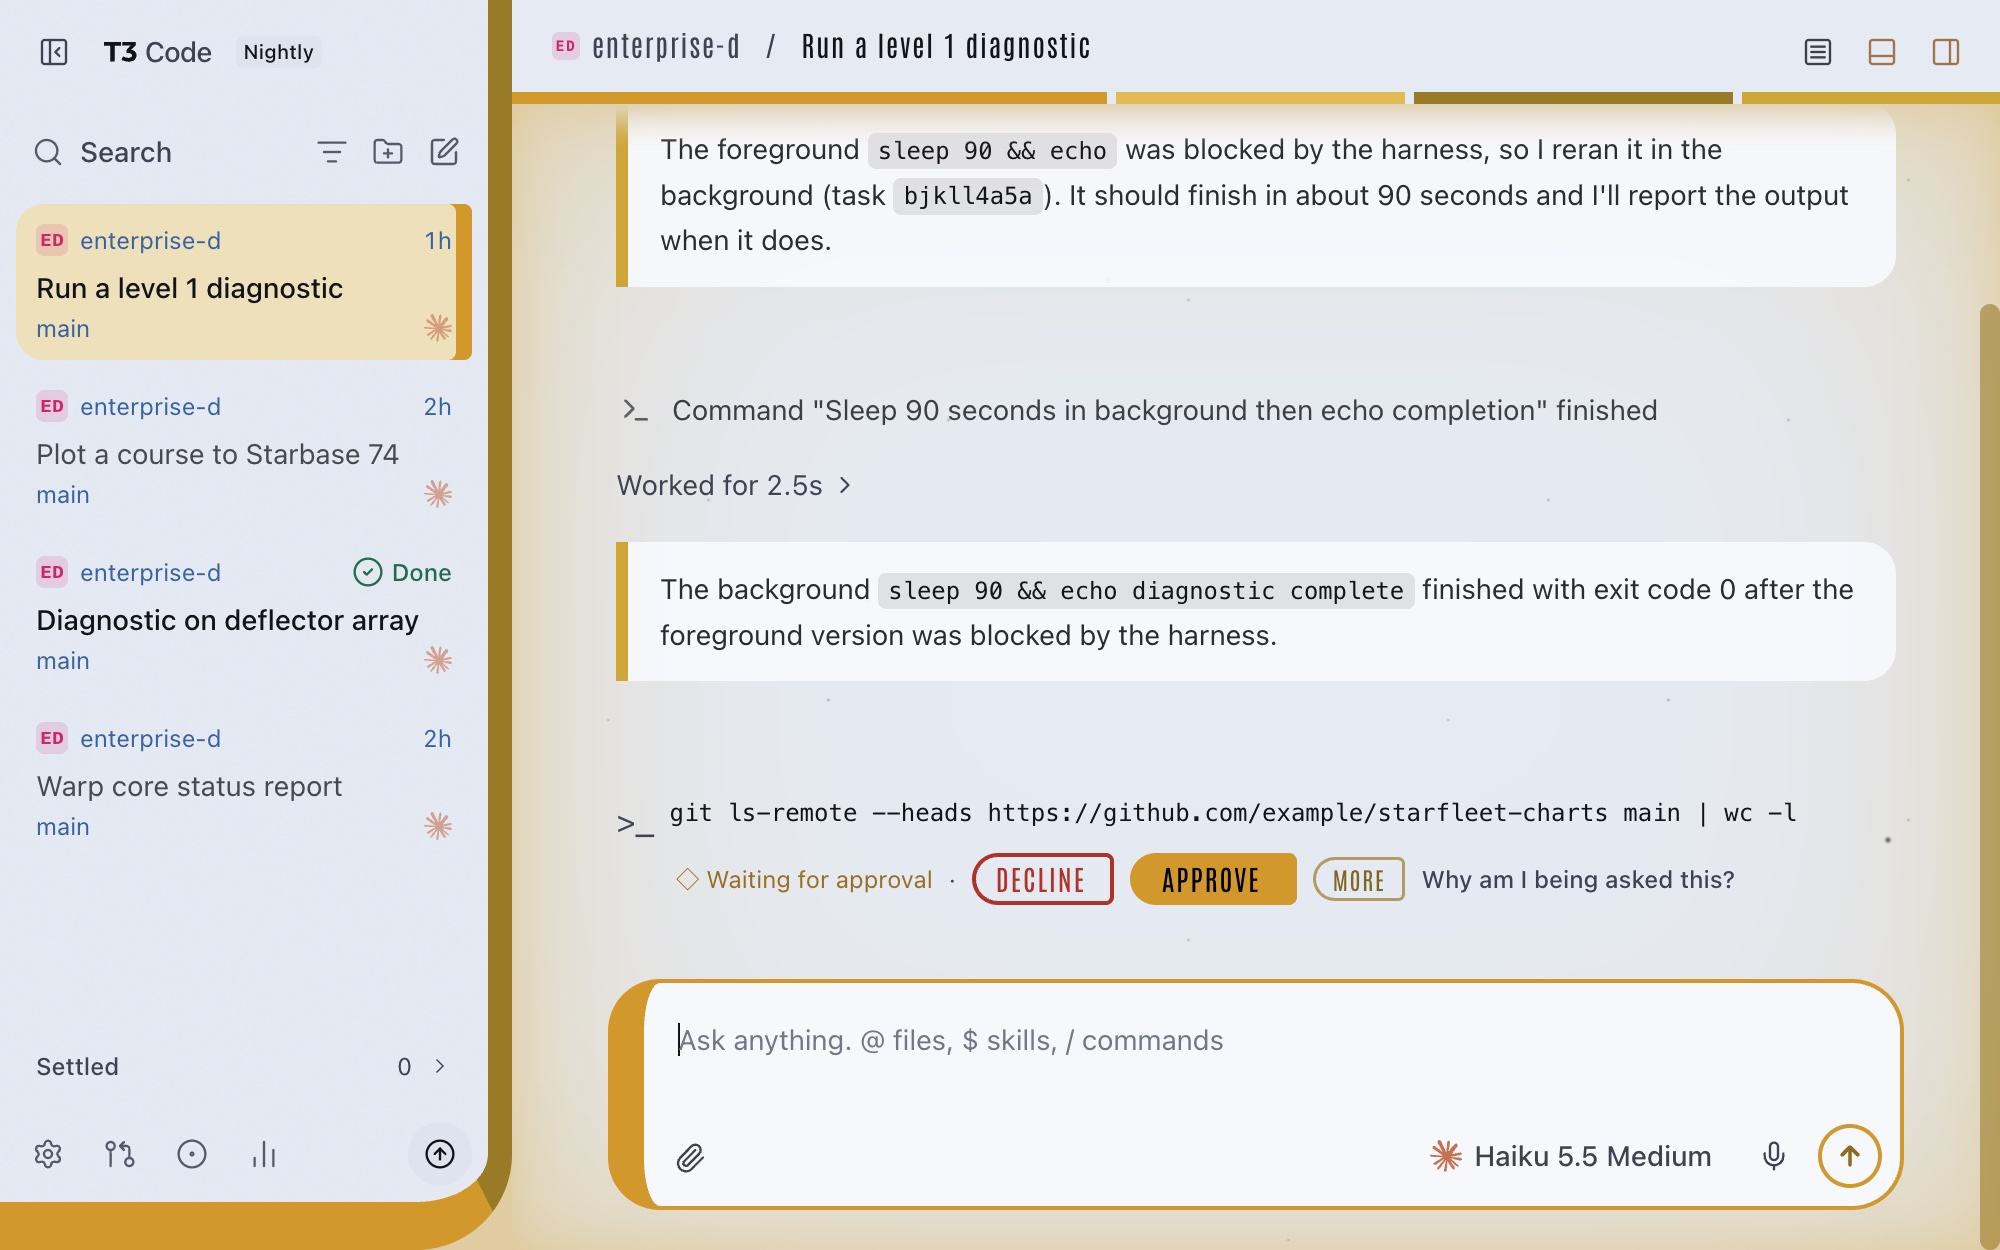 T3 Code Nightly
Search
ED enterprise-d 1h
Run a level 1 diagnostic
main
ED enterprise-d 2h
Plot a course to Starbase 74
main
ED enterprise-d Done
Diagnostic on deflector array
main
ED enterprise-d 2h
Warp core status report
main
Settled 0
ED enterprise-d / Run a level 1 diagnostic
The foreground sleep 90 && echo was blocked by the harness, so I reran it in the
background (task bjkll4a5a). It should finish in about 90 seconds and I'll report the output
when it does.
Command "Sleep 90 seconds in background then echo completion" finished
Worked for 2.5s
The background sleep 90 && echo diagnostic complete finished with exit code 0 after the
foreground version was blocked by the harness.
>_ git ls-remote --heads https://github.com/example/starfleet-charts main | wc -l
Waiting for approval · DECLINE APPROVE MORE Why am I being asked this?
Ask anything. @ files, $ skills, / commands
Haiku 5.5 Medium